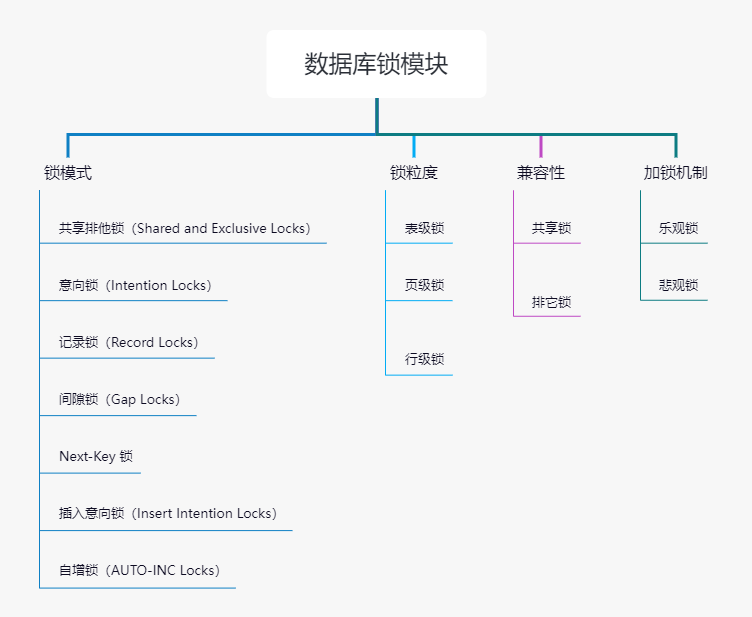 数据库锁模块
锁模式
共享排他锁（Shared and Exclusive Locks）
意向锁（Intention Locks）
记录锁（Record Locks）
间隙锁（Gap Locks）
Next-Key 锁
插入意向锁（Insert Intention Locks）
自增锁（AUTO-INC Locks）
锁粒度
表级锁
页级锁
行级锁
兼容性
共享锁
排它锁
加锁机制
乐观锁
悲观锁